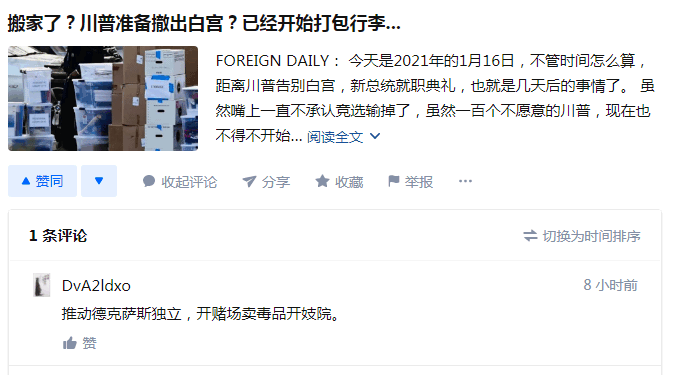 搬家了？川普准备撤出白宫？已经开始打包行李...
FOREIGN DAILY： 今天是2021年的1月16日，不管时间怎么算，
距离川普告别白宫，新总统就职典礼，也就是几天后的事情了。 虽
然嘴上一直不承认竞选输掉了，虽然一百个不愿意的川普，现在也
不得不开始... 阅读全文
赞同 收起评论 分享 收藏 举报 ···
1 条评论 切换为时间排序
DvA2ldxo 8 小时前
推动德克萨斯独立，开赌场卖毒品开妓院。
赞